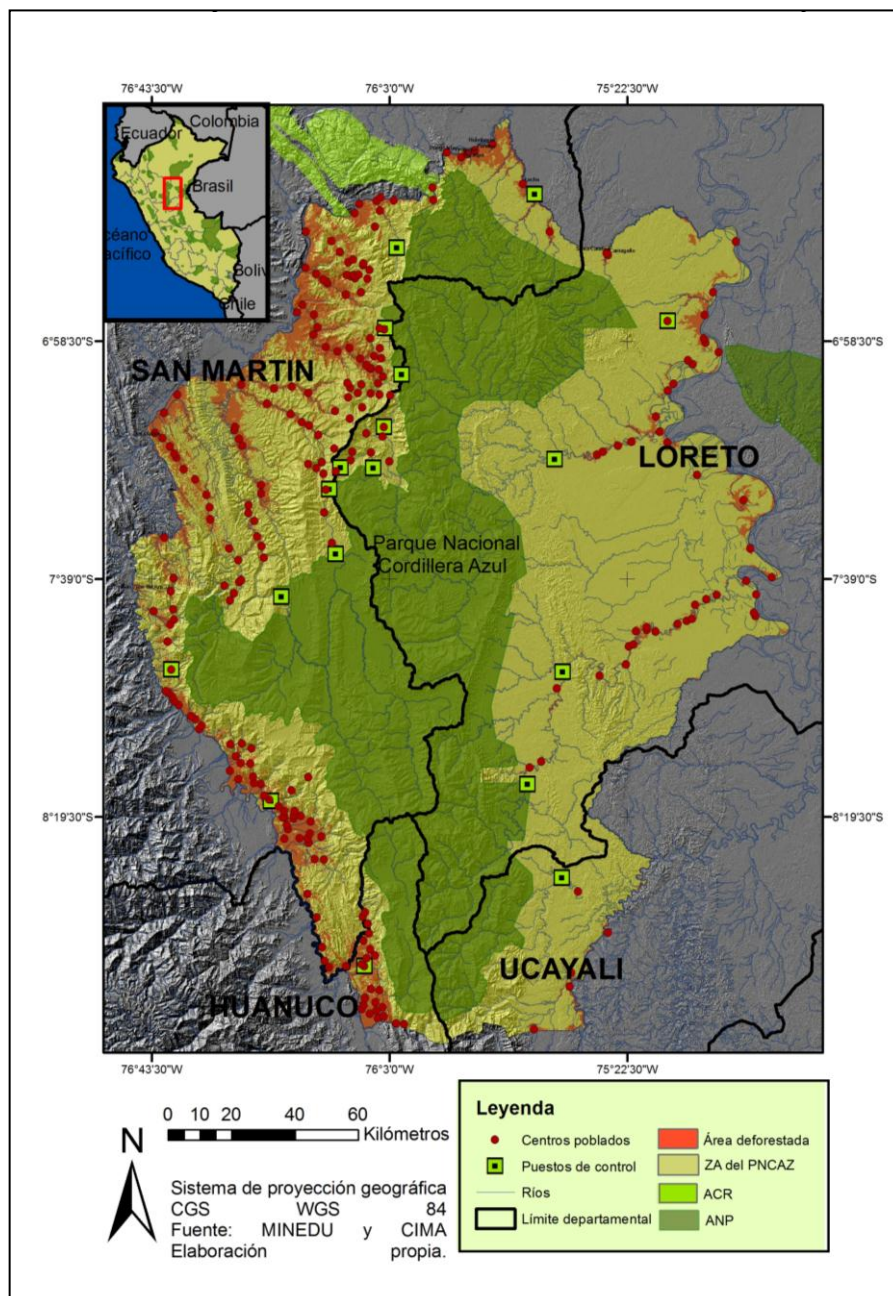 76°43'30"W
76°3'0"W
75°22'30"W
Colombia
Ecuador
Brasil
céano
acífico
Boliv
Chile
6°58'30"S
6°58'30"S
SAN MARTIN
LORETO
Parque Nacional
Cordillera Azul
7°39'0"S
7°39'0"S
8°19'30"S
8°19'30"S
UCAYALI
HUANUCO
76°43'30"W
76°3'0"W
75°22'30"W
0 10 20 40 60
Kilómetros
N
Sistema de proyección geográfica
CGS WGS 84
Fuente: MINEDU y CIMA
Elaboración propia.
Leyenda
Centros poblados
Puestos de control
Ríos
Límite departamental
Área deforestada
ZA del PNCAZ
ACR
ANP